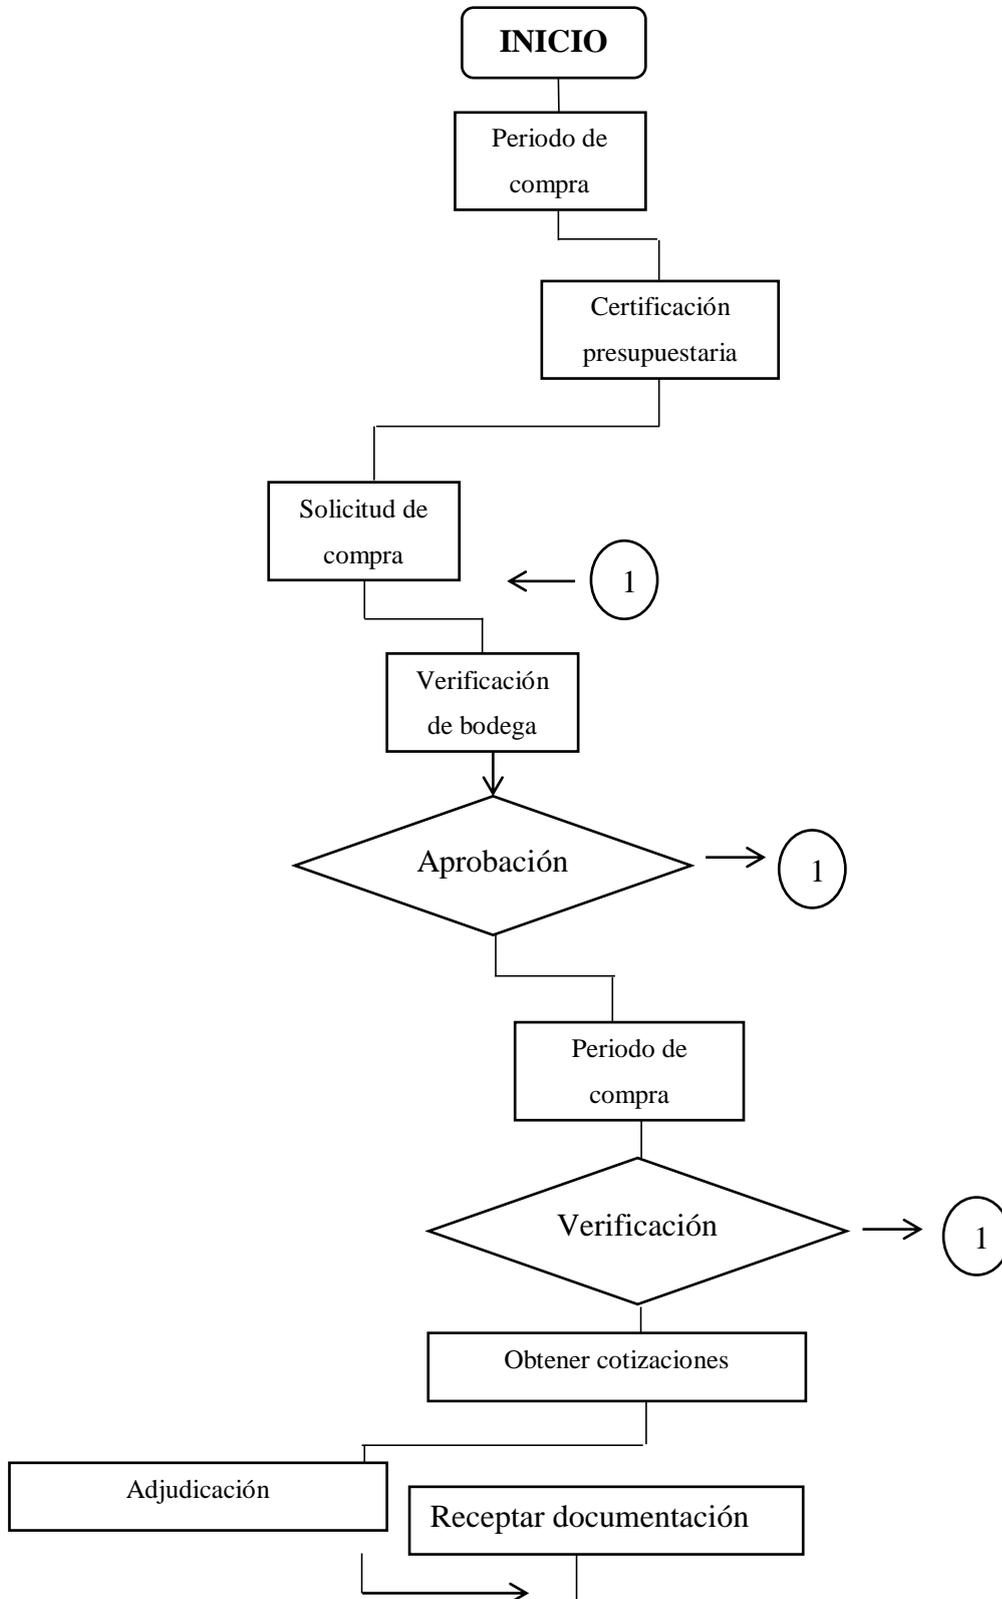 INICIO
Periodo de
compra
Certificación
presupuestaria
Solicitud de
compra
1
Verificación
de bodega
Aprobación
1
Periodo de
compra
Verificación
1
Obtener cotizaciones
Adjudicación
Receptar documentación